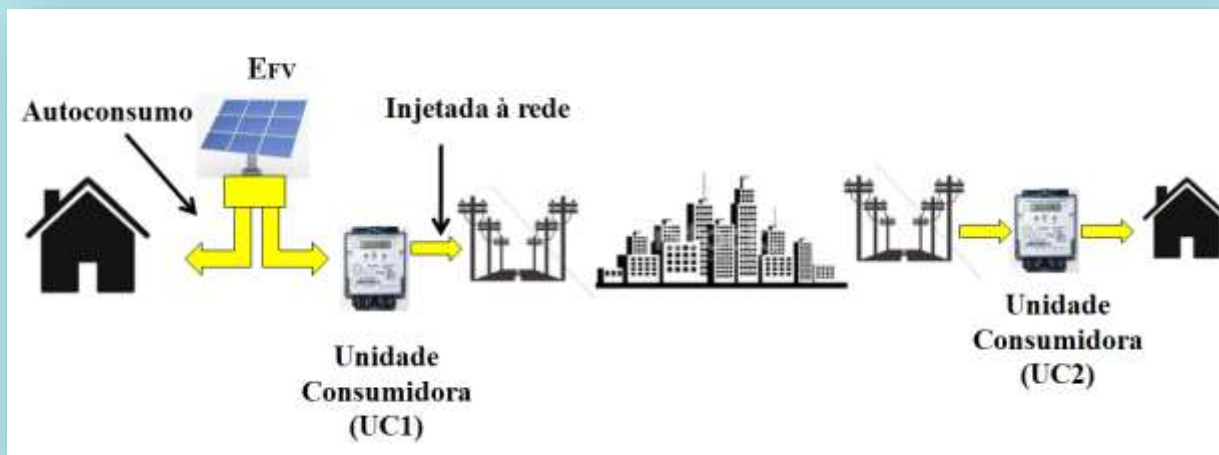 EFV
Autoconsumo
Injetada à rede
Unidade
Consumidora
(UC1)
Unidade
Consumidora
(UC2)